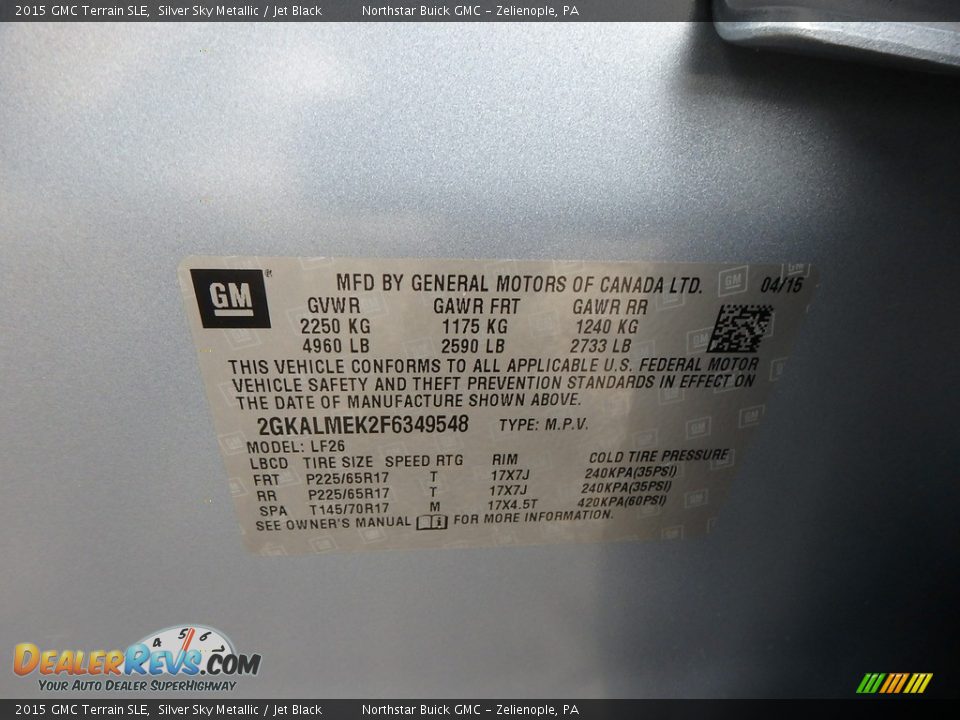 2015 GMC Terrain SLE, Silver Sky Metallic / Jet Black Northstar Buick GMC - Zelienople, PA
GM ® MFD BY GENERAL MOTORS OF CANADA LTD. 04/15
GVWR GAWR FRT GAWR RR
2250 KG 1175 KG 1240 KG
4960 LB 2590 LB 2733 LB
THIS VEHICLE CONFORMS TO ALL APPLICABLE U.S. FEDERAL MOTOR
VEHICLE SAFETY AND THEFT PREVENTION STANDARDS IN EFFECT ON
THE DATE OF MANUFACTURE SHOWN ABOVE.
2GKALMEK2F6349548 TYPE: M.P.V.
MODEL: LF26
LBCD TIRE SIZE SPEED RTG RIM COLD TIRE PRESSURE
FRT P225/65R17 T 17X7J 240KPA(35PSI)
RR P225/65R17 T 17X7J 240KPA(35PSI)
SPA T145/70R17 M 17X4.5T 420KPA(60PSI)
SEE OWNER'S MANUAL FOR MORE INFORMATION.
4 5 6 7
DEALERREVS.COM
YOUR AUTO DEALER SUPERHIGHWAY
2015 GMC Terrain SLE, Silver Sky Metallic / Jet Black Northstar Buick GMC - Zelienople, PA